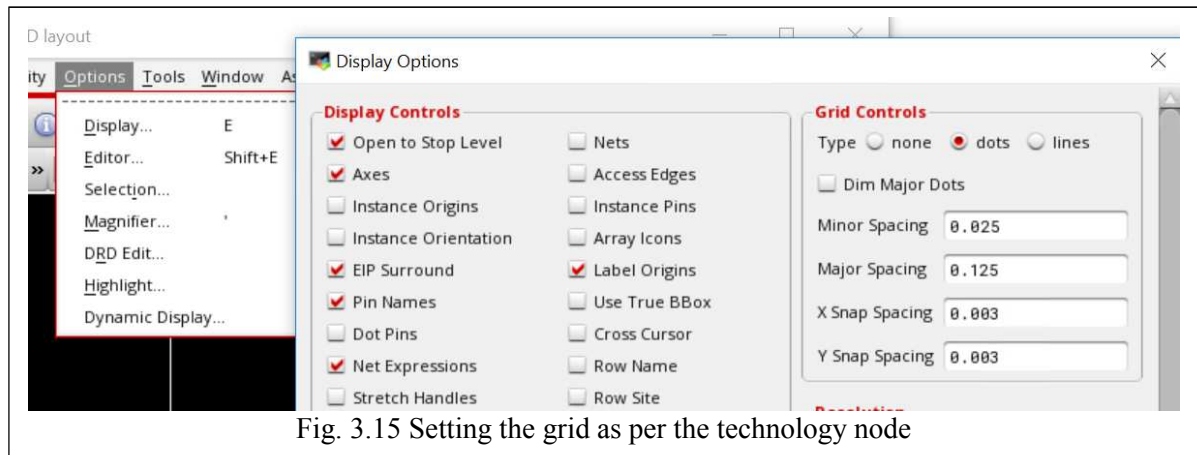 D layout
ity Options Tools Window As
Display... E
Editor... Shift+E
Selection...
Magnifier... '
DRD Edit...
Highlight...
Dynamic Display...
»
Display Options
Display Controls
Open to Stop Level
Axes
Instance Origins
Instance Orientation
EIP Surround
Pin Names
Dot Pins
Net Expressions
Stretch Handles
Nets
Access Edges
Instance Pins
Array Icons
Label Origins
Use True BBox
Cross Cursor
Row Name
Row Site
Grid Controls
Type none dots lines
Dim Major Dots
Minor Spacing 0.025
Major Spacing 0.125
X Snap Spacing 0.003
Y Snap Spacing 0.003
Fig. 3.15 Setting the grid as per the technology node